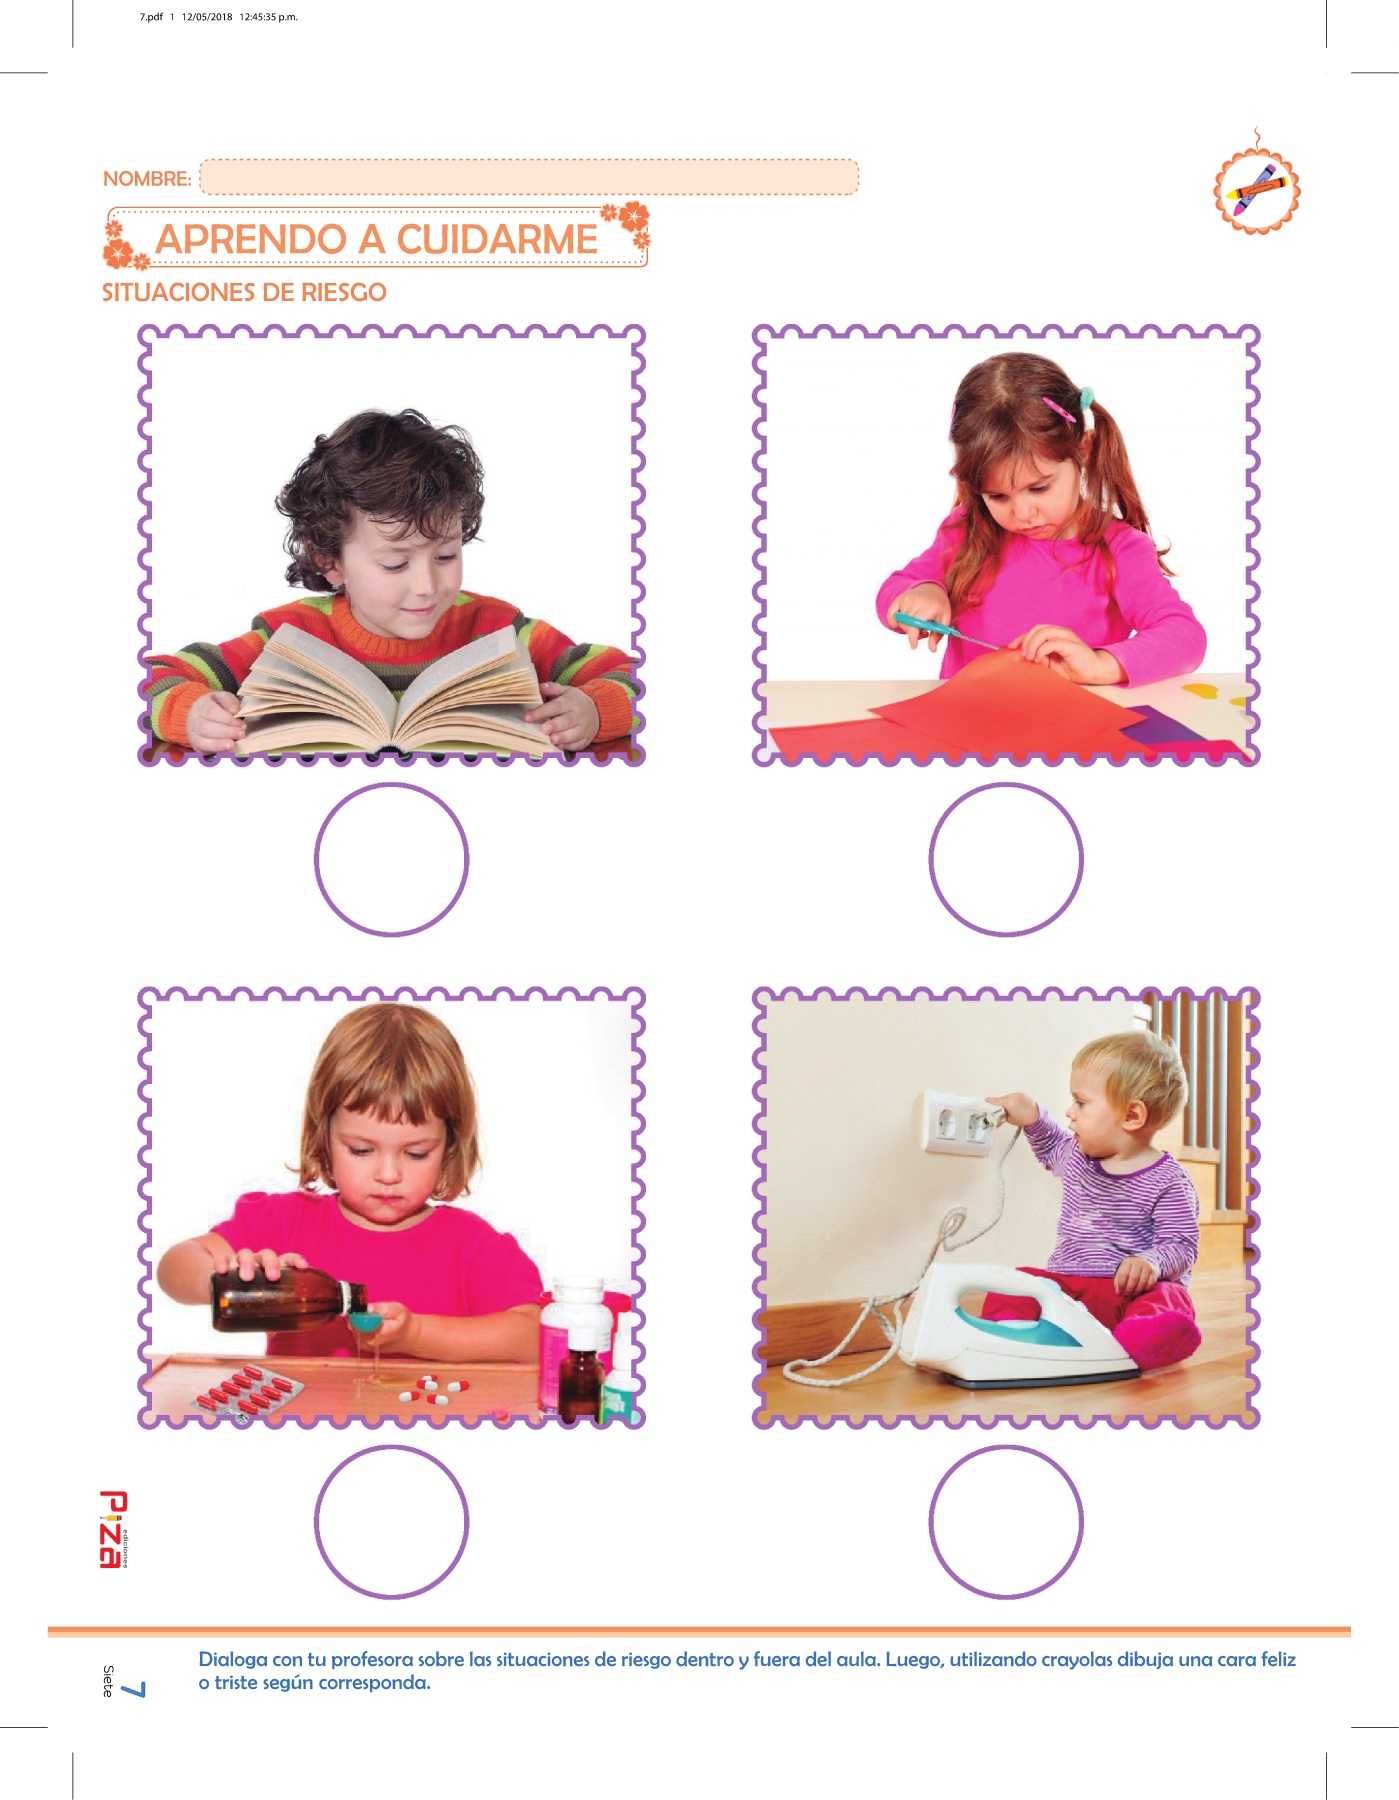 7.pdf 1 12/05/2018 12:45:35 p.m.
NOMBRE:
APRENDO A CUIDARME
SITUACIONES DE RIESGO
Piza
ediciones
Dialoga con tu profesora sobre las situaciones de riesgo dentro y fuera del aula. Luego, utilizando crayolas dibuja una cara feliz
o triste según corresponda.
7
Siete